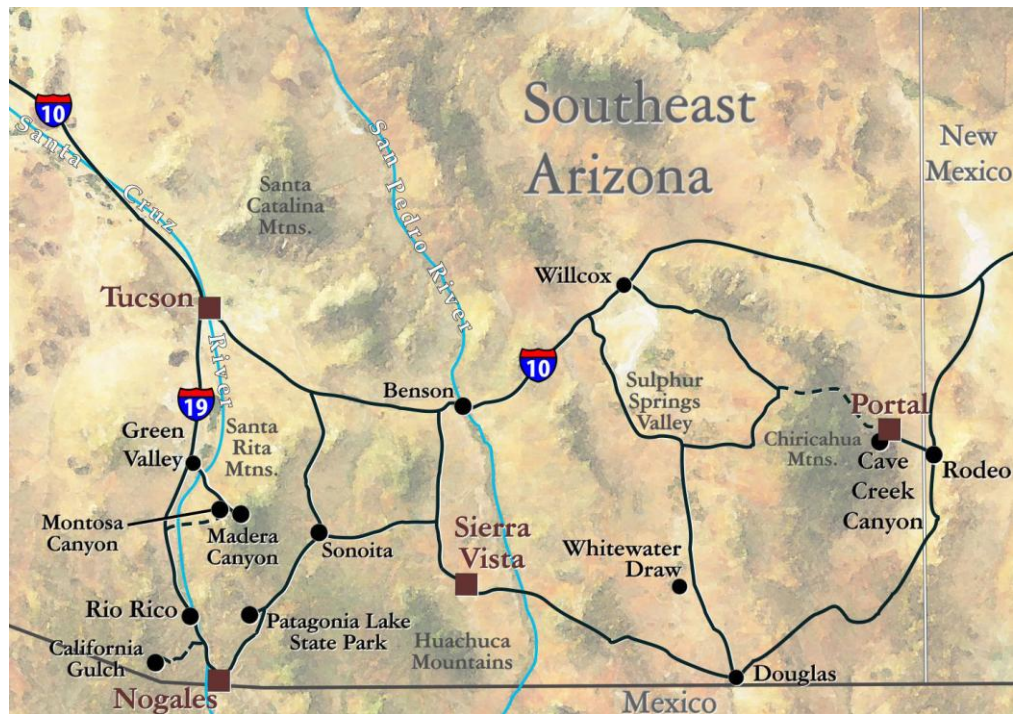 10
Santa Cruz River
San Pedro River
Southeast
Arizona
New
Mexico
Santa
Catalina
Mtns.
Willcox
Tucson
10
Benson
19
Sulphur
Springs
Valley
Portal
Green
Valley
Santa
Rita
Mtns.
Chiricahua
Mtns.
Cave
Creek
Canyon
Rodeo
Montosa
Canyon
Madera
Canyon
Sonoita
Sierra
Vista
Whitewater
Draw
Rio Rico
Patagonia Lake
State Park
California
Gulch
Huachuca
Mountains
Nogales
Douglas
Mexico